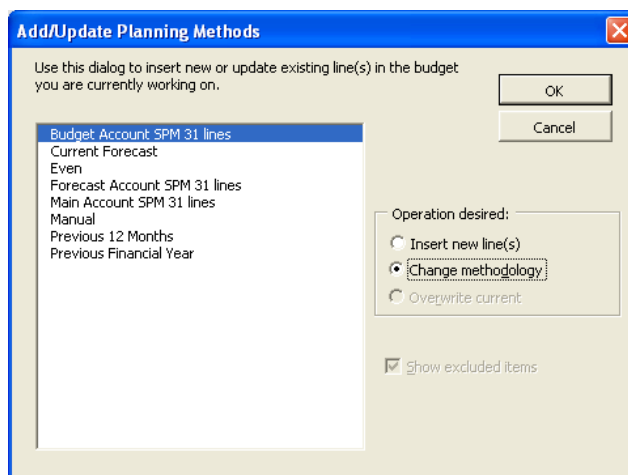 Add/Update Planning Methods
Use this dialog to insert new or update existing line(s) in the budget
you are currently working on.
OK
Cancel
Budget Account SPM 31 lines
Current Forecast
Even
Forecast Account SPM 31 lines
Main Account SPM 31 lines
Manual
Previous 12 Months
Previous Financial Year
Operation desired:
Insert new line(s)
Change methodology
Overwrite current
Show excluded items